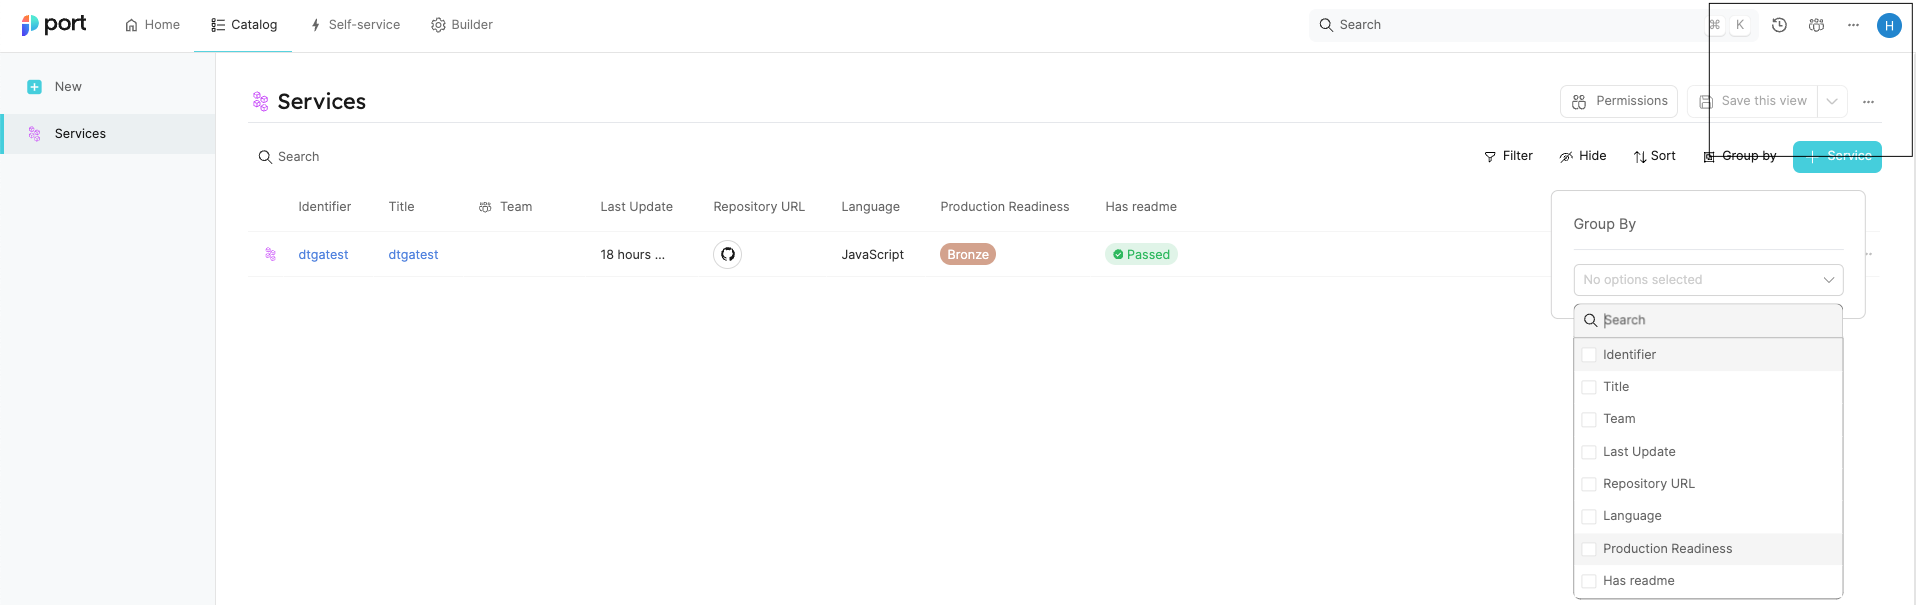 port Home Catalog Self-service Builder Search ⌘ K H
New
Services
Services Permissions Save this view
Search Filter Hide Sort Group by + Service
Identifier Title Team Last Update Repository URL Language Production Readiness Has readme
dtgatest dtgatest 18 hours ... JavaScript Bronze Passed
Group By
No options selected
Search
Identifier
Title
Team
Last Update
Repository URL
Language
Production Readiness
Has readme